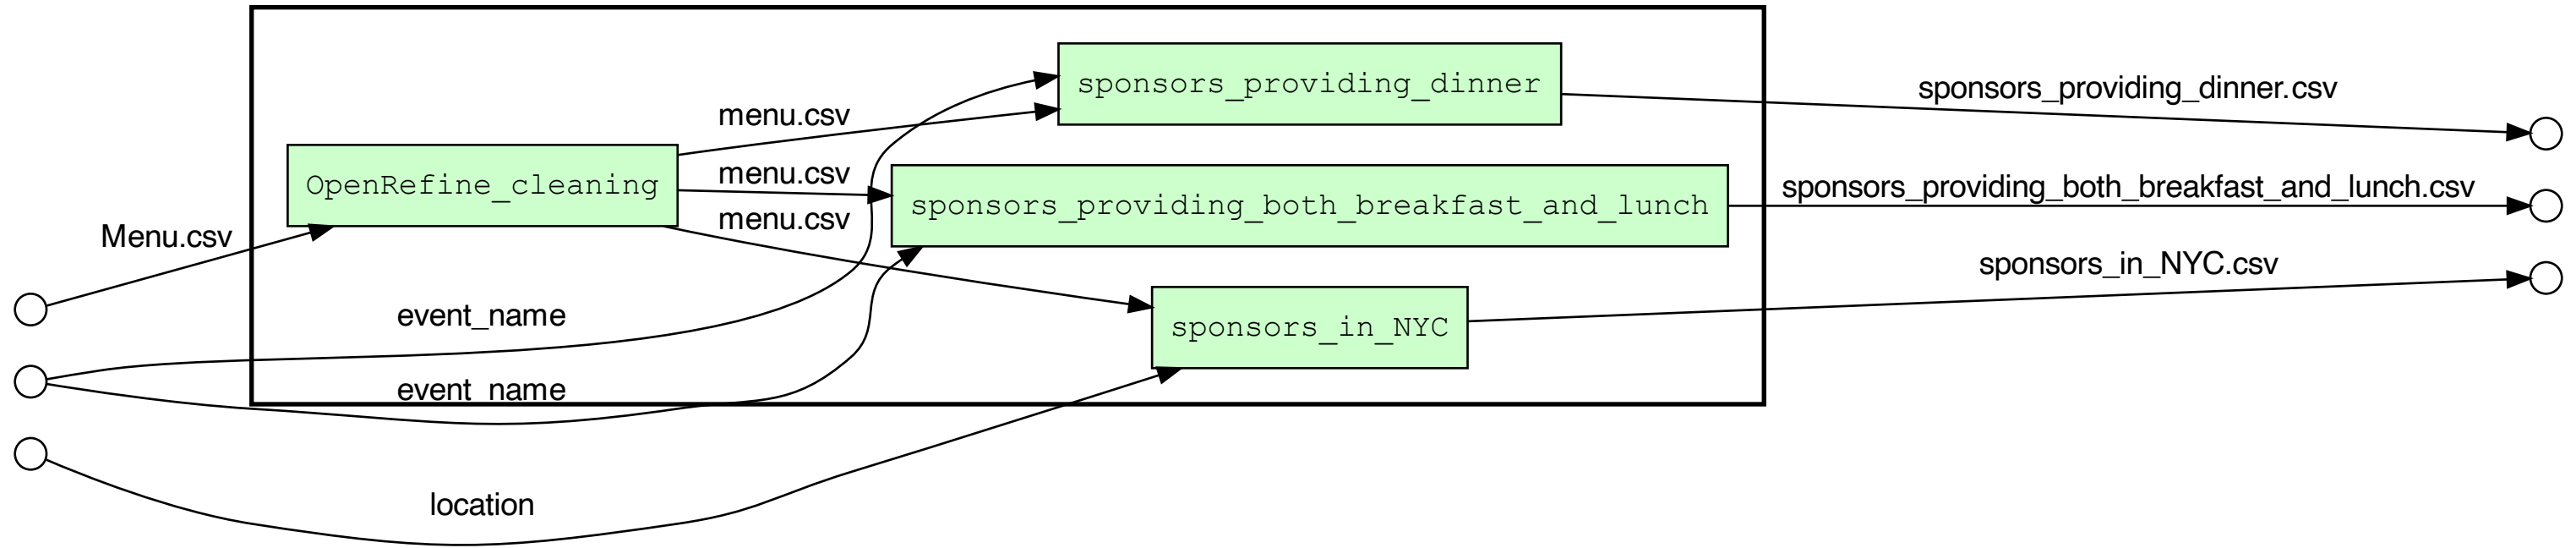 sponsors_providing_dinner
sponsors_providing_dinner.csv
menu.csv
OpenRefine_cleaning
menu.csv
sponsors_providing_both_breakfast_and_lunch
sponsors_providing_both_breakfast_and_lunch.csv
menu.csv
Menu.csv
sponsors_in_NYC.csv
event_name
sponsors_in_NYC
event_name
location